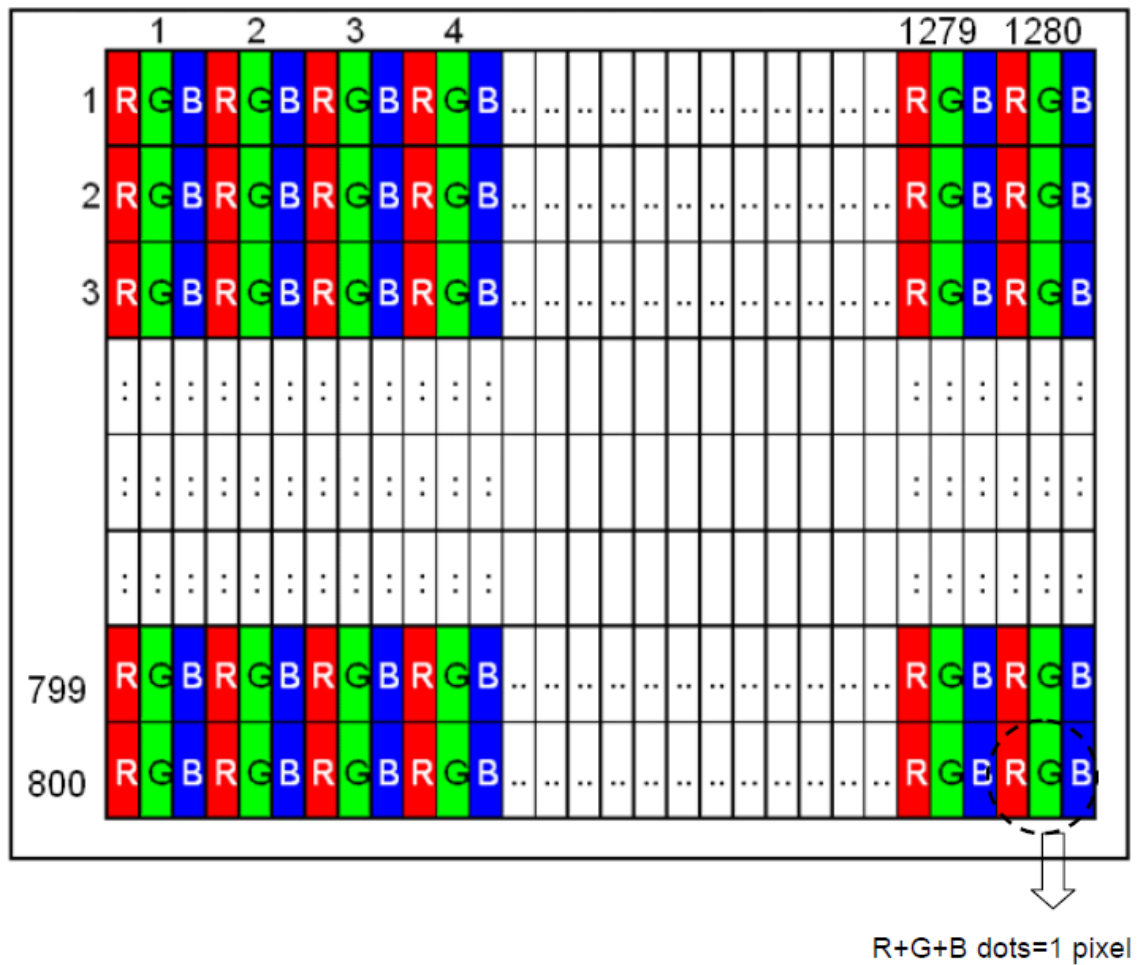 1 2 3 4 1279 1280
1 R G B R G B R G B R G B .. .. .. .. .. .. .. .. .. .. .. .. R G B R G B
2 R G B R G B R G B R G B .. .. .. .. .. .. .. .. .. .. .. .. R G B R G B
3 R G B R G B R G B R G B .. .. .. .. .. .. .. .. .. .. .. .. R G B R G B
: : : : : : : : : : : : : : : : : :
: : : : : : : : : : : : : : : : : :
: : : : : : : : : : : : : : : : : :
799 R G B R G B R G B R G B .. .. .. .. .. .. .. .. .. .. .. .. R G B R G B
800 R G B R G B R G B R G B .. .. .. .. .. .. .. .. .. .. .. .. R G B R G B
R+G+B dots=1 pixel